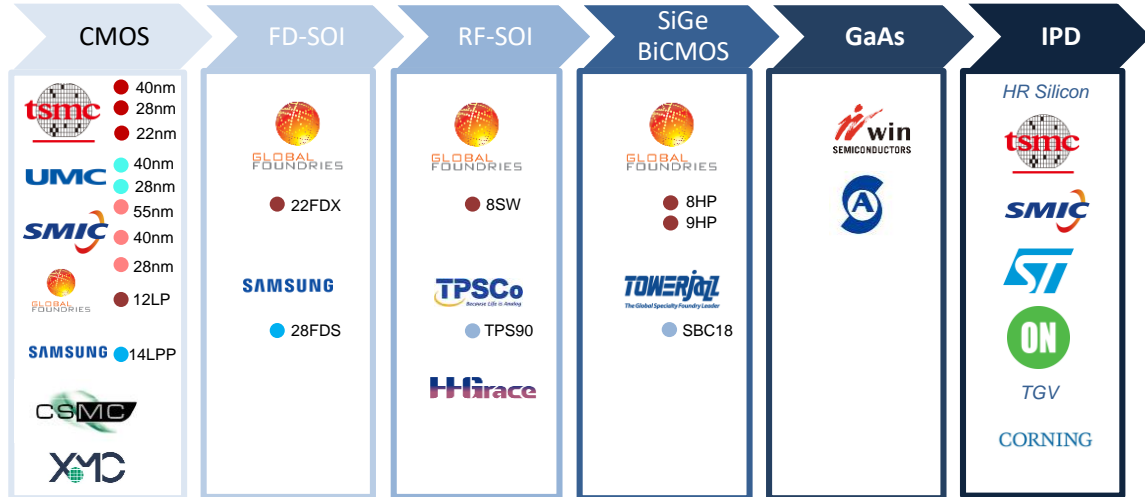 CMOS
FD-SOI
RF-SOI
SiGe
BiCMOS
GaAs
IPD
tsmc
40nm
28nm
22nm
UMC
40nm
28nm
SMIC
55nm
40nm
28nm
GLOBAL
FOUNDRIES
12LP
SAMSUNG
14LPP
CSMC
XMC
GLOBAL
FOUNDRIES
22FDX
SAMSUNG
28FDS
GLOBAL
FOUNDRIES
8SW
TPSCo
Because Life is Analog
TPS90
HHGrace
GLOBAL
FOUNDRIES
8HP
9HP
TOWERJAZZ
The Global Specialty Foundry Leader
SBC18
win
SEMICONDUCTORS
SA
HR Silicon
tsmc
SMIC
ST
ON
TGV
CORNING